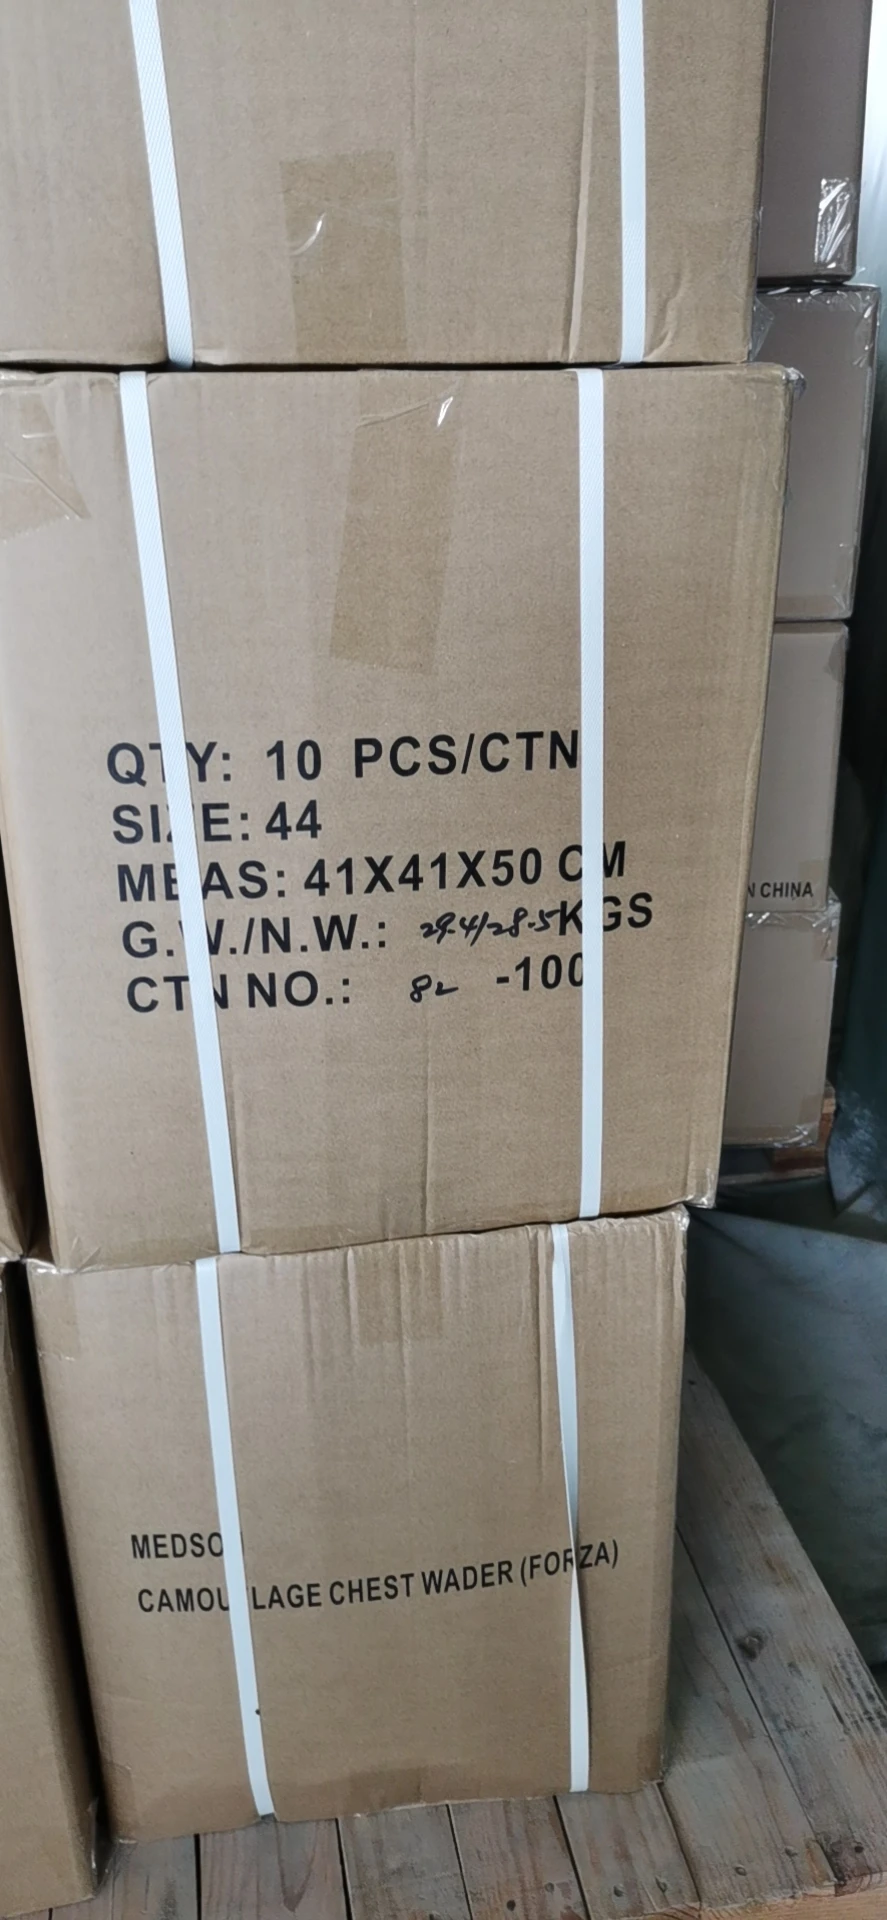 QTY: 10 PCS/CTN
SIZE: 44
MEAS: 41X41X50 CM
G.W./N.W.: 29.4/28.5KGS
CTN NO.: 82 -100
CHINA
CAMOUFLAGE CHEST WADER (FORZA)